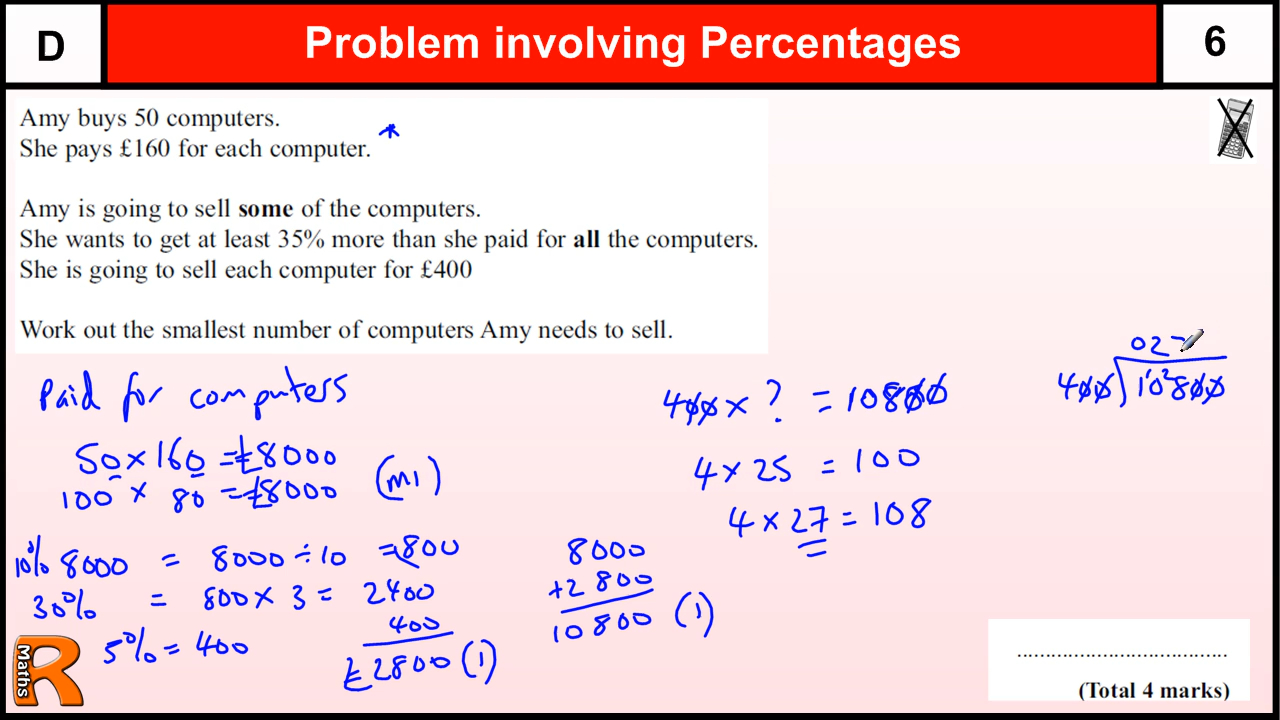 D
Problem involving Percentages
6
Amy buys 50 computers.
She pays £160 for each computer. *
Amy is going to sell some of the computers.
She wants to get at least 35% more than she paid for all the computers.
She is going to sell each computer for £400
Work out the smallest number of computers Amy needs to sell.
Paid for computers
50 × 160 = £8000
100 × 80 = £8000 (M1)
10% 8000 = 8000 ÷ 10 = 800
30% = 800 × 3 = 2400
5% = 400
400
£2800 (1)
8000
+2800
10800 (1)
400 × ? = 10800
4 × 25 = 100
4 × 27 = 108
02
400 10800
R
Maths
(Total 4 marks)